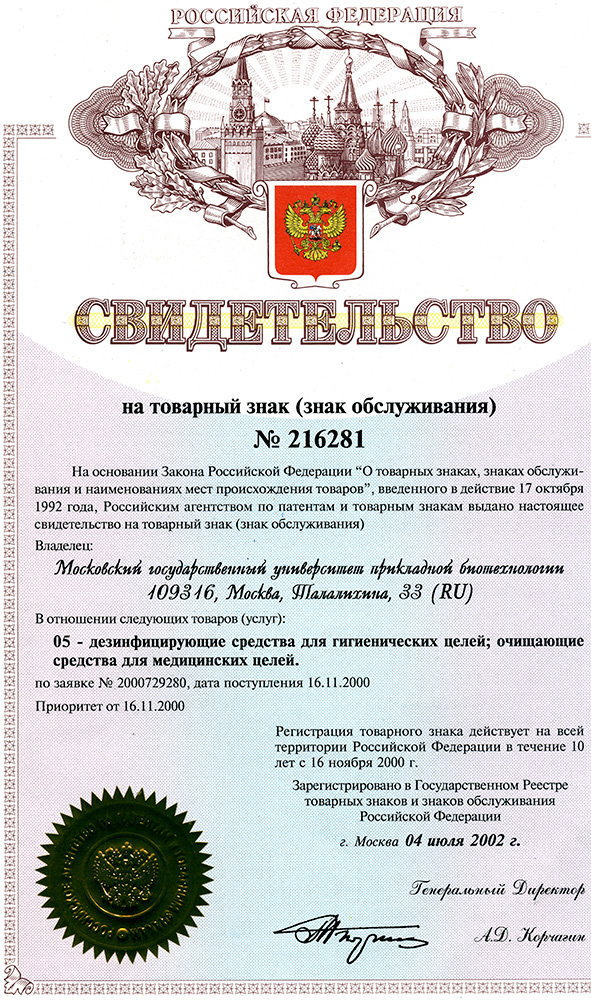 РОССИЙСКАЯ ФЕДЕРАЦИЯ
СВИДЕТЕЛЬСТВО
на товарный знак (знак обслуживания)
№ 216281
На основании Закона Российской Федерации “О товарных знаках, знаках обслужи-
вания и наименованиях мест происхождения товаров”, введенного в действие 17 октября
1992 года, Российским агентством по патентам и товарным знакам выдано настоящее
свидетельство на товарный знак (знак обслуживания)
Владелец:
Московский государственный университет прикладной биотехнологии
109316, Москва, Талалихина, 33 (RU)
В отношении следующих товаров (услуг):
05 - дезинфицирующие средства для гигиенических целей; очищающие
средства для медицинских целей.
по заявке № 2000729280, дата поступления 16.11.2000
Приоритет от 16.11.2000
Регистрация товарного знака действует на всей
территории Российской Федерации в течение 10
лет с 16 ноября 2000 г.
Зарегистрировано в Государственном Реестре
товарных знаков и знаков обслуживания
Российской Федерации
г. Москва 04 июля 2002 г.
Генеральный Директор
А.Д. Корчагин